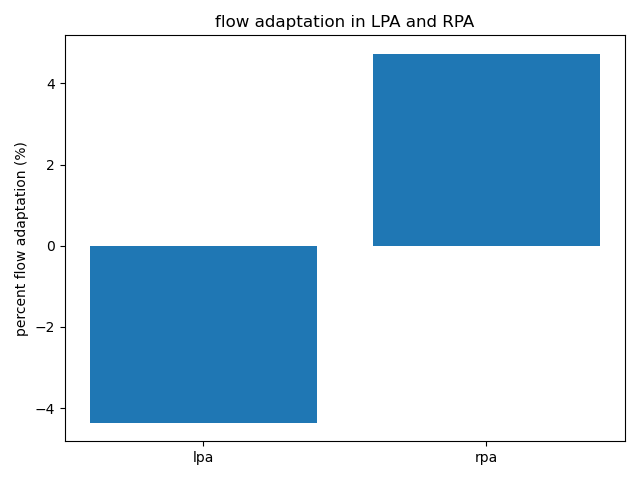 flow adaptation in LPA and RPA
percent flow adaptation (%)
4
2
0
−2
−4
lpa
rpa